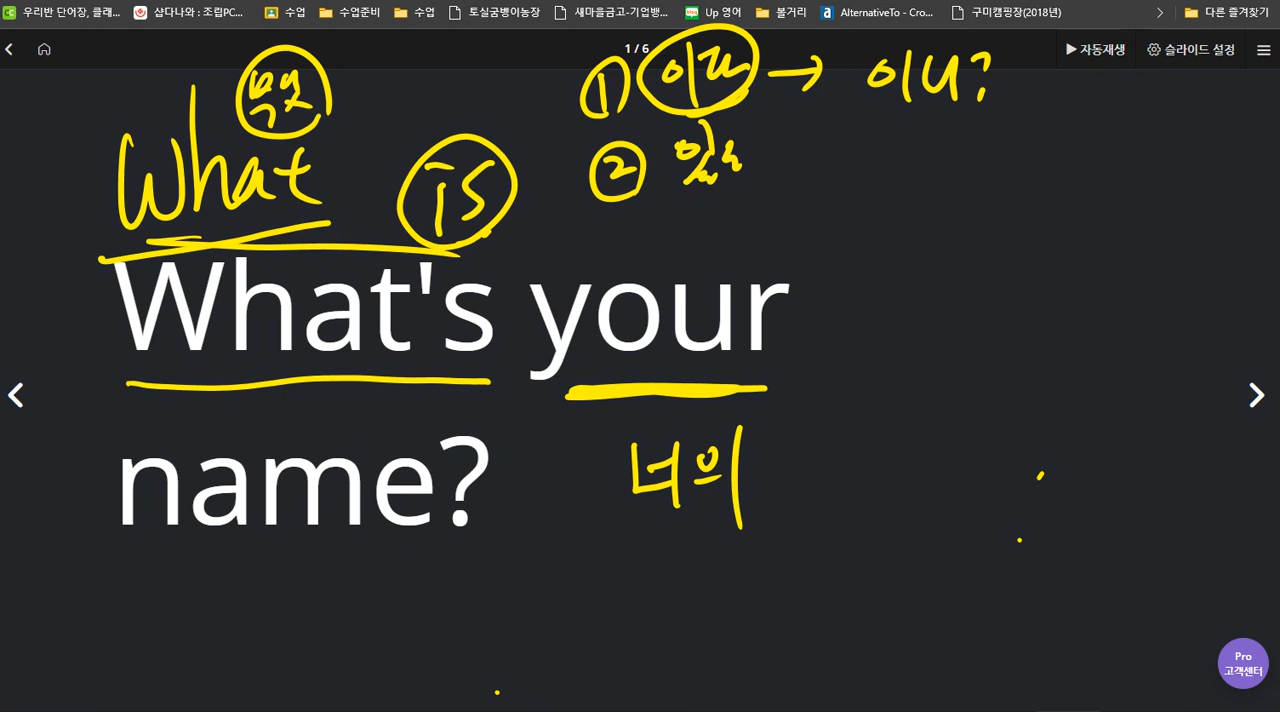 우리반 단어장, 클래... 샵다나와 : 조립PC... 수업 수업준비 수업 토실굼벵이농장 새마을금고-기업뱅... Up 영어 볼거리 AlternativeTo - Cro... 구미캠핑장(2018년) 다른 즐겨찾기
1 / 6 자동재생 슬라이드 설정
무엇 ① 이다 → 이니?
What is ②
What's your
name? 너의
Pro
고객센터